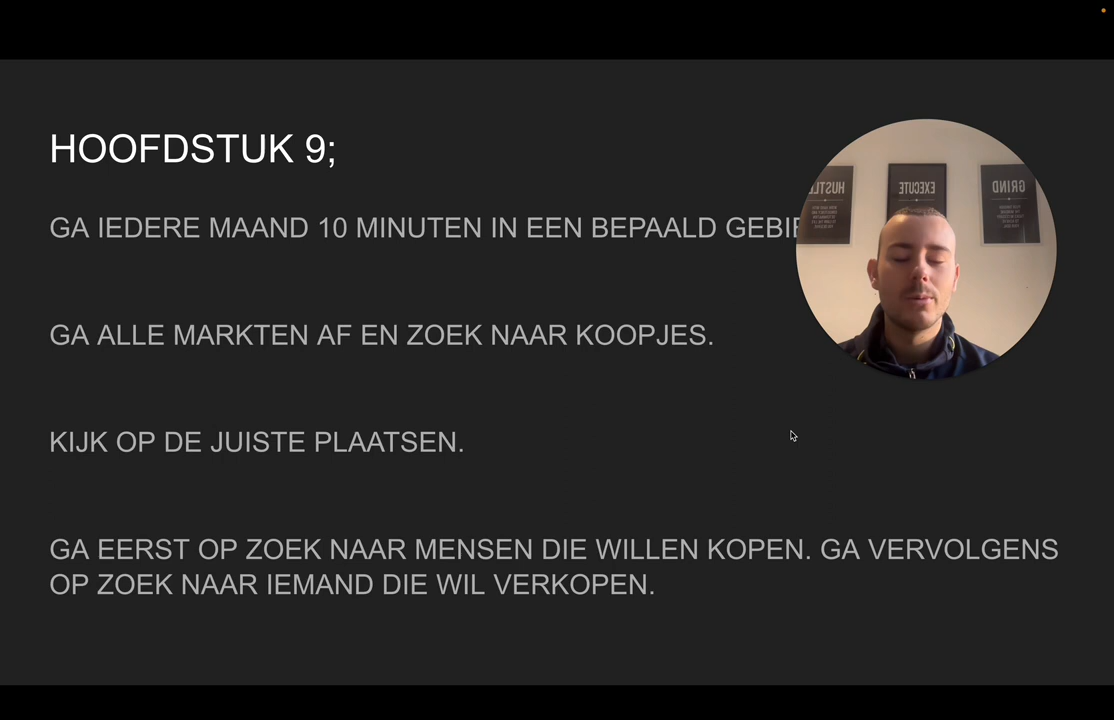 HOOFDSTUK 9;
GA IEDERE MAAND 10 MINUTEN IN EEN BEPAALD
GA ALLE MARKTEN AF EN ZOEK NAAR KOOPJES.
KIJK OP DE JUISTE PLAATSEN.
GA EERST OP ZOEK NAAR MENSEN DIE WILLEN KOPEN. GA VERVOLGENS
OP ZOEK NAAR IEMAND DIE WIL VERKOPEN.
EXECUTE
GRIND